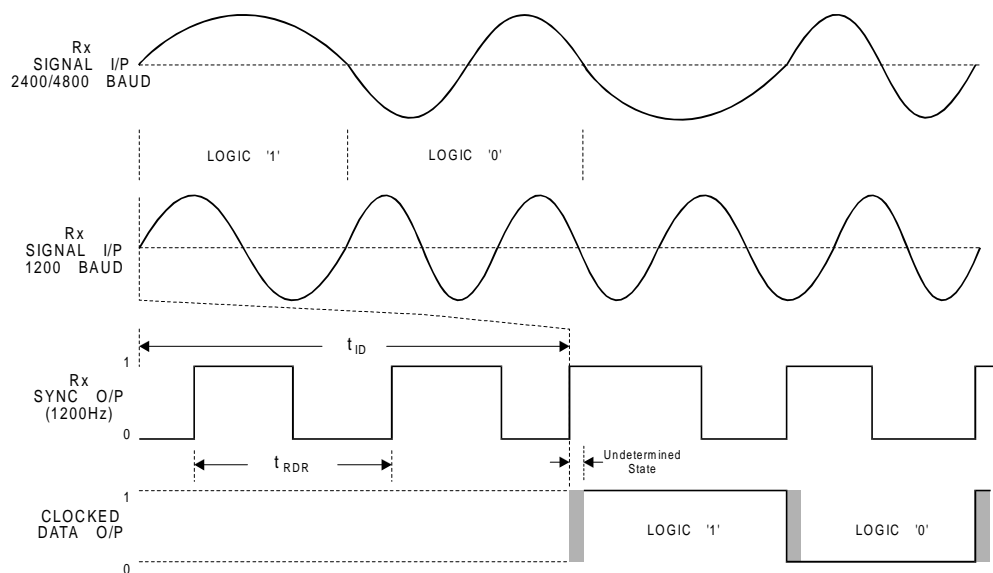 Rx
SIGNAL I/P
2400/4800 BAUD
LOGIC '1'
LOGIC '0'
Rx
SIGNAL I/P
1200 BAUD
t ID
1
Rx
SYNC O/P
(1200Hz)
0
t RDR
Undetermined
State
1
CLOCKED
DATA O/P
LOGIC '1'
LOGIC '0'
0